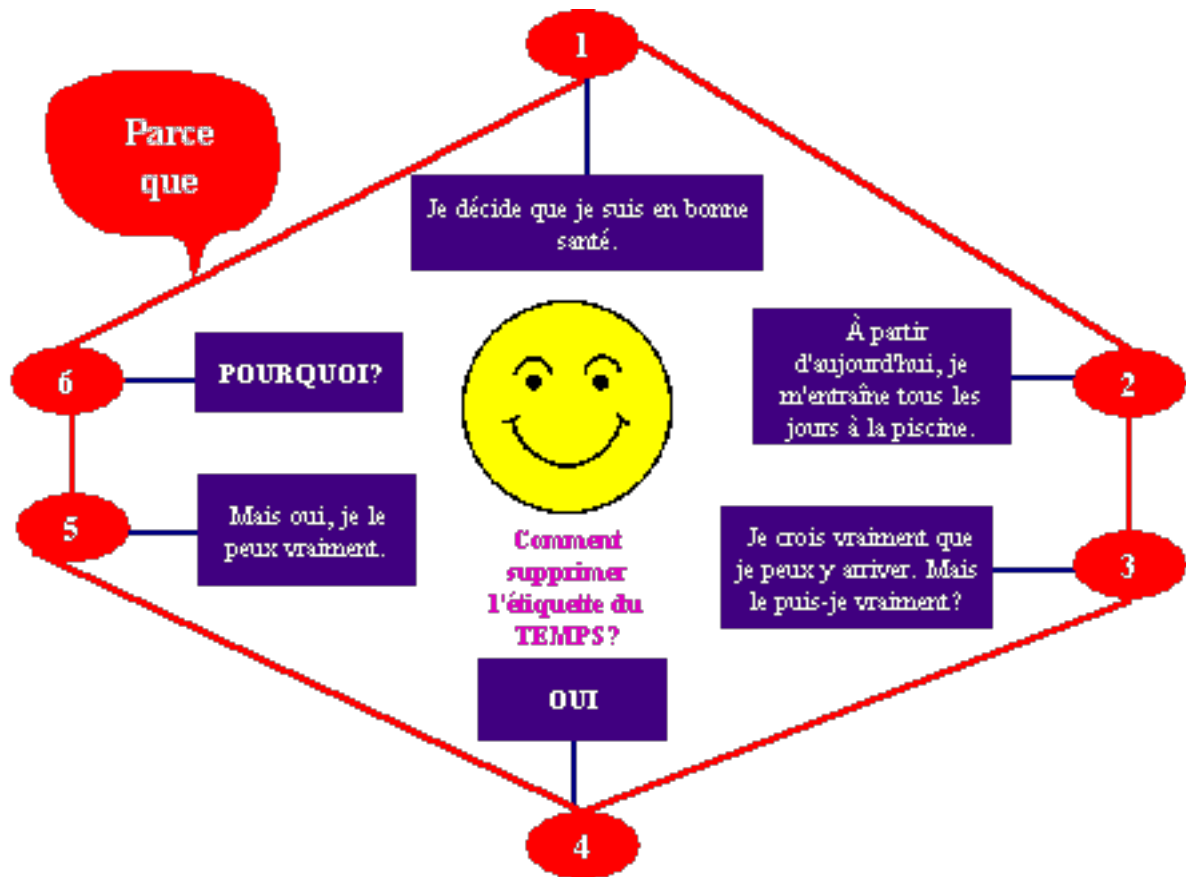 1
Parce
que
Je décide que je suis en bonne
santé.
6
POURQUOI?
À partir
d'aujourd'hui, je
m'entraîne tous les
jours à la piscine.
2
5
Mais oui, je le
peux vraiment.
Comment
supprimer
l'étiquette du
TEMPS?
Je crois vraiment que
je peux y arriver. Mais
le puis-je vraiment?
3
OUI
4